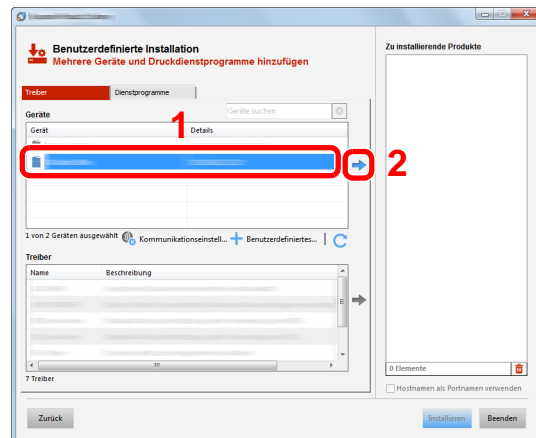 Benutzerdefinierte Installation
Mehrere Geräte und Druckdienstprogramme hinzufügen
Zu installierende Produkte
Treiber
Dienstprogramme
Geräte
Geräte suchen
1
Gerät
Details
2
1 von 2 Geräten ausgewählt
Kommunikationseinstell...
Benutzerdefiniertes...
Treiber
Name
Beschreibung
7 Treiber
0 Elemente
Hostnamen als Portnamen verwenden
Zurück
Installieren
Beenden